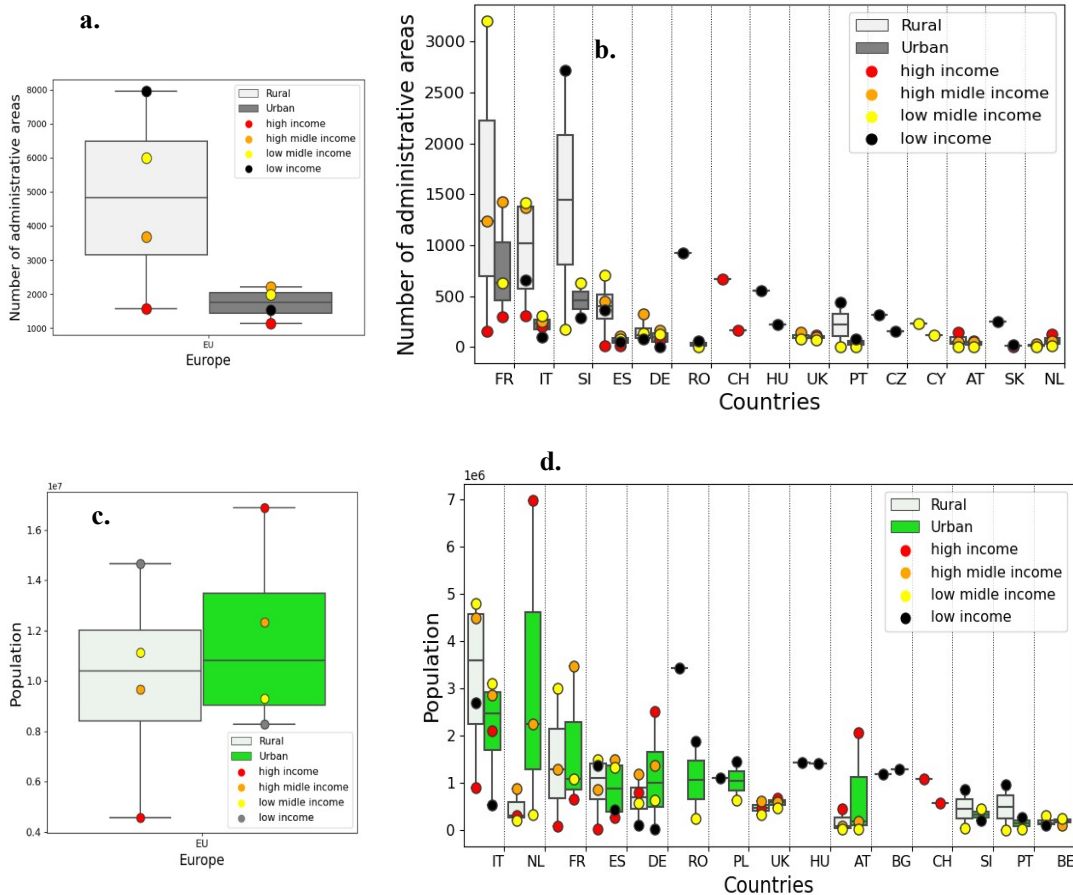 a.
Number of administrative areas
8000
7000
6000
5000
4000
3000
2000
1000
Rural
Urban
high income
high midle income
low midle income
low income
EU
Europe
b.
Number of administrative areas
3000
2500
2000
1500
1000
500
0
Rural
Urban
high income
high midle income
low midle income
low income
FR IT SI ES DE RO CH HU UK PT CZ CY AT SK NL
Countries
c.
1e7
Population
1.6
1.4
1.2
1.0
0.8
0.6
0.4
Rural
Urban
high income
high midle income
low midle income
low income
EU
Europe
d.
1e6
Population
7
6
5
4
3
2
1
0
Rural
Urban
high income
high midle income
low midle income
low income
IT NL FR ES DE RO PL UK HU AT BG CH SI PT BE
Countries